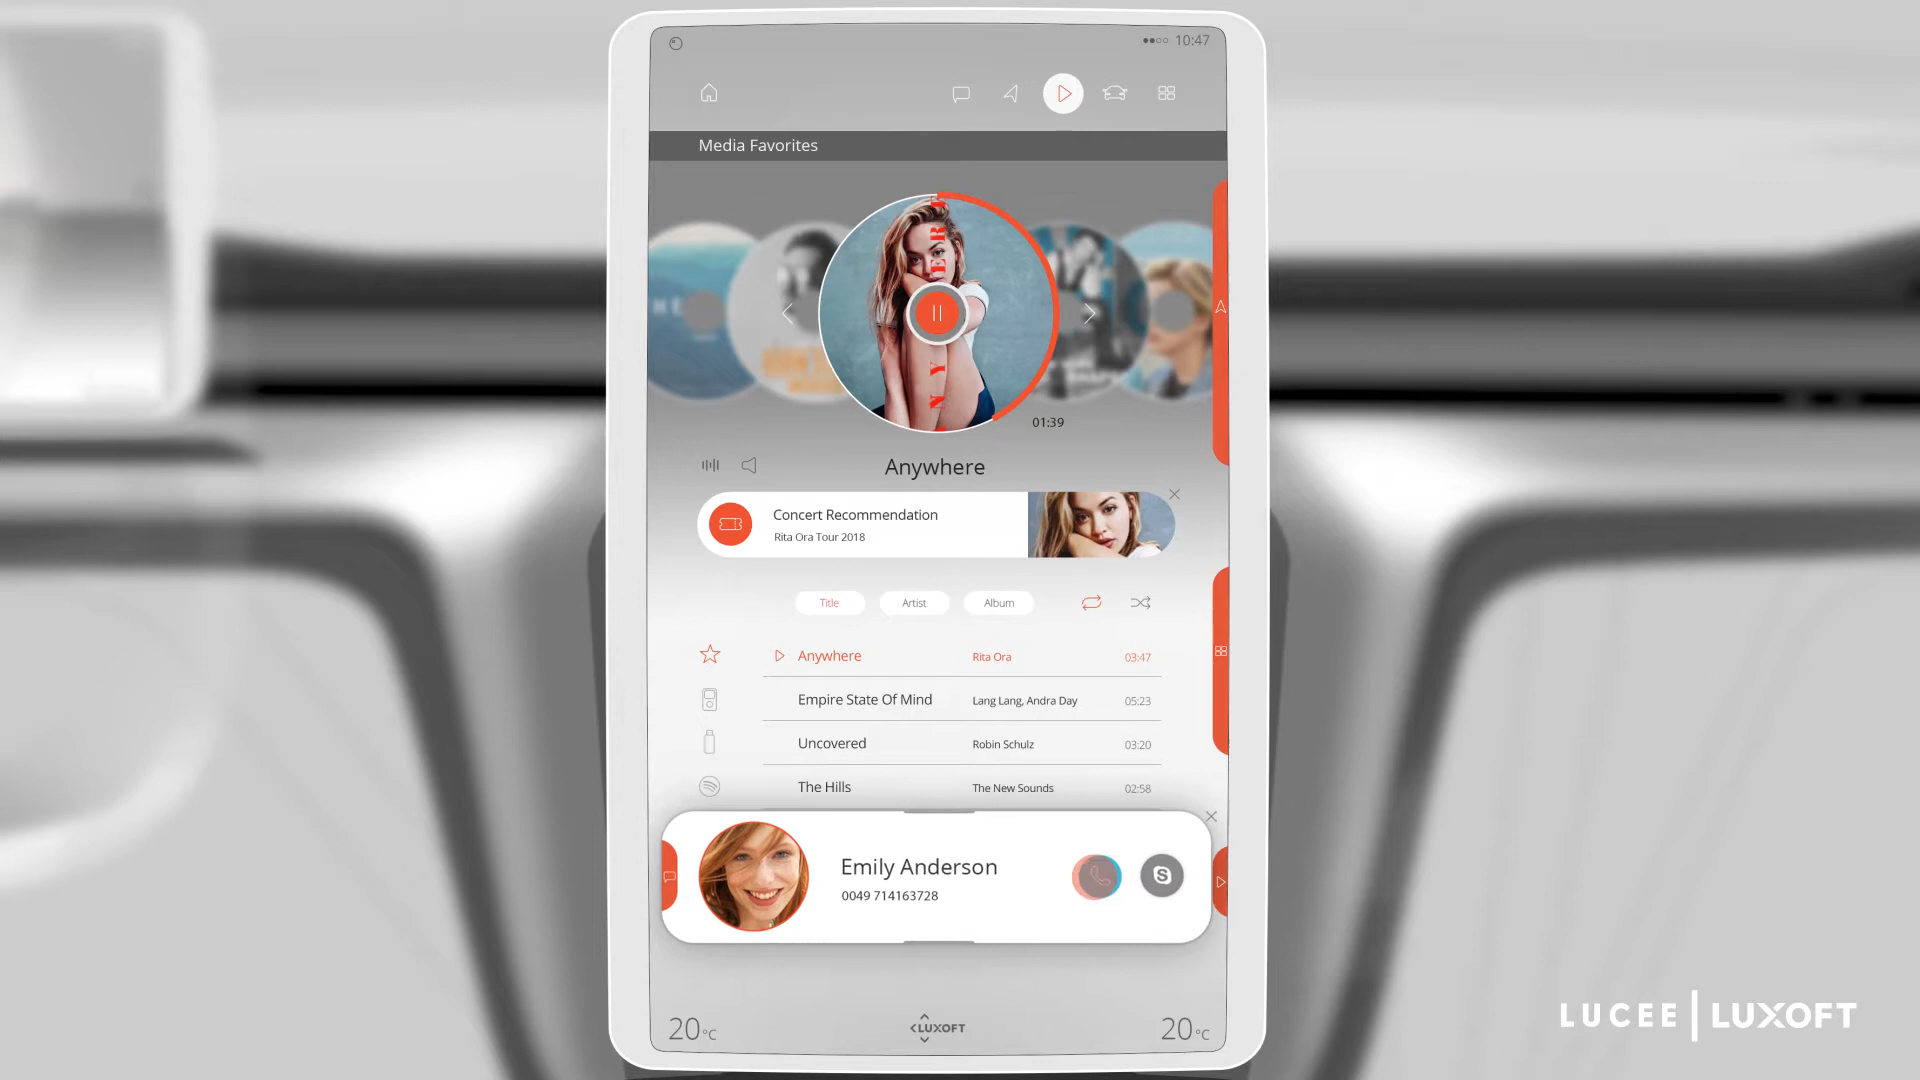 10:47
Media Favorites
01:39
Anywhere
Concert Recommendation
Rita Ora Tour 2018
Title Artist Album
Anywhere Rita Ora 03:47
Empire State Of Mind Lang Lang, Andra Day 05:23
Uncovered Robin Schulz 03:20
The Hills The New Sounds 02:58
Emily Anderson
0049 714163728
20°C LUXOFT 20°C
LUCEE | LUXOFT